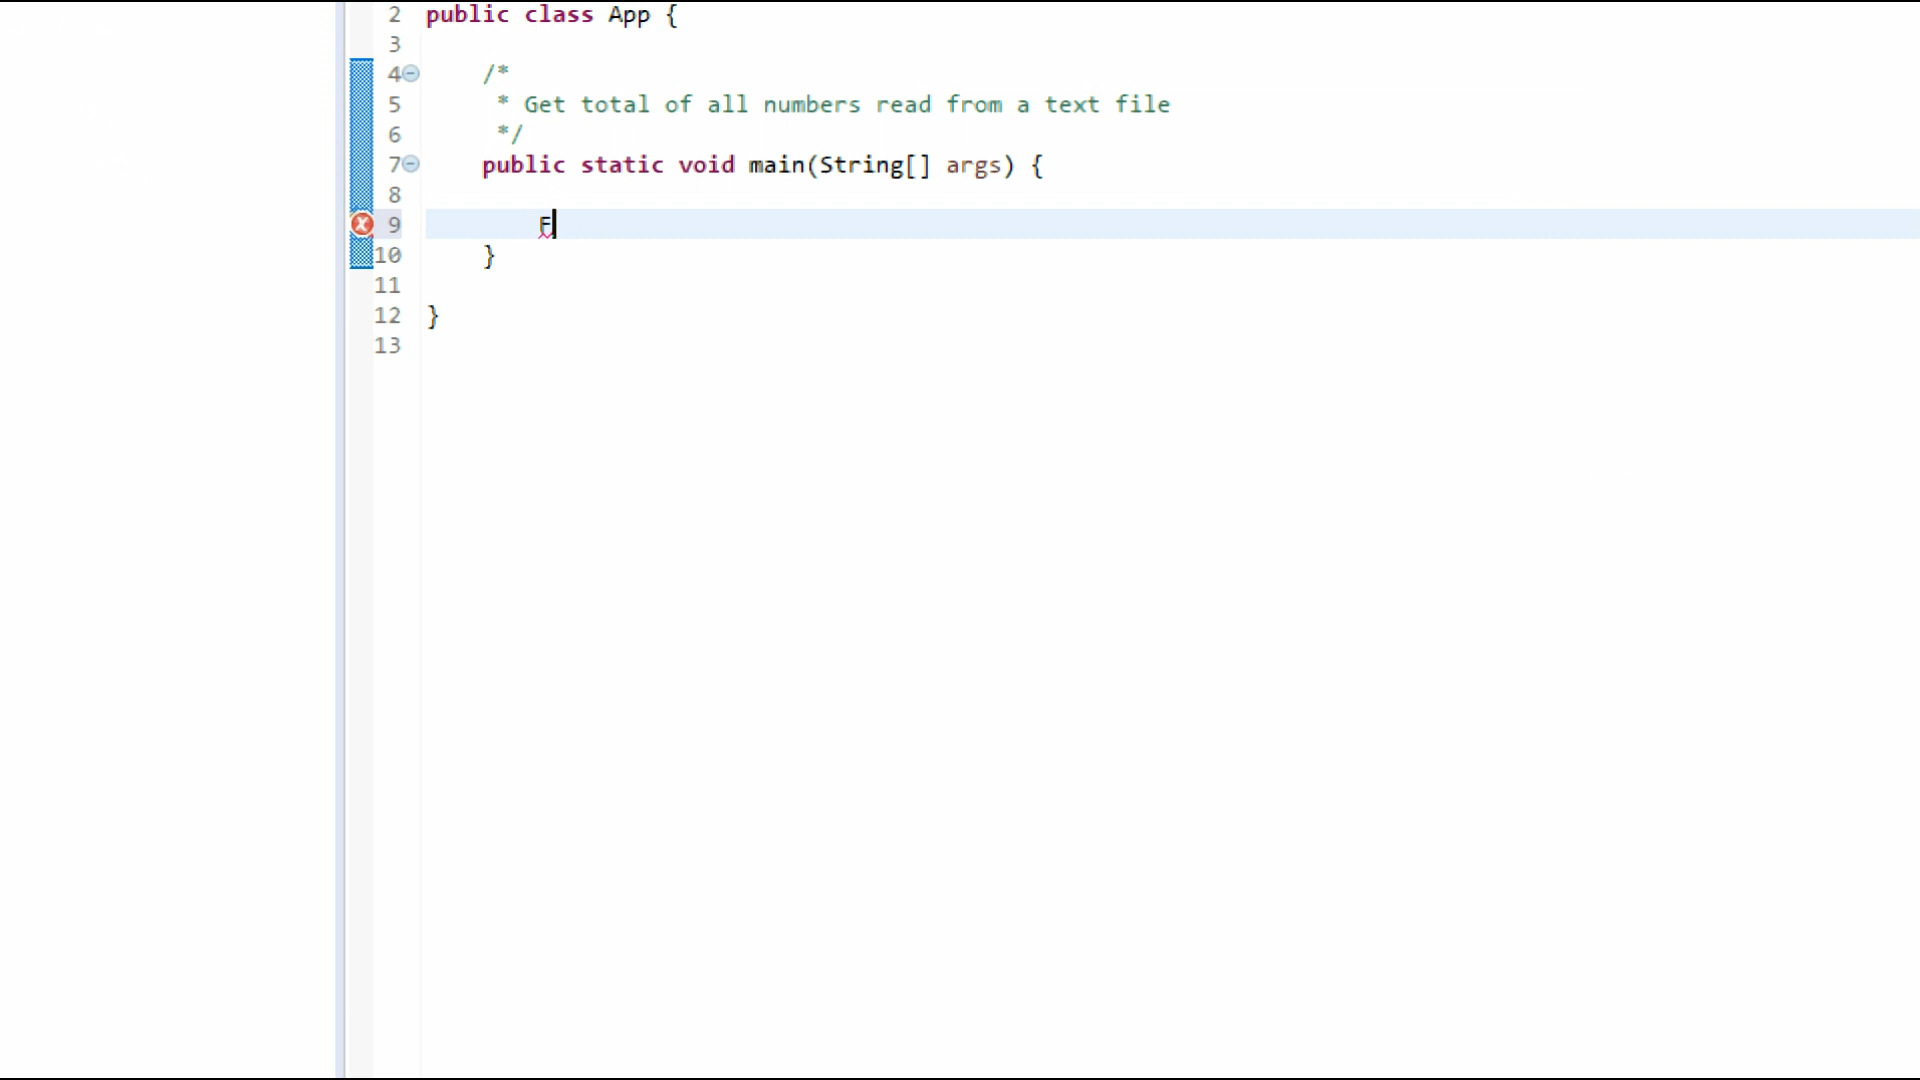 2 public class App {
3
4 /*
5 * Get total of all numbers read from a text file
6 */
7 public static void main(String[] args) {
8
9 F
10 }
11
12 }
13